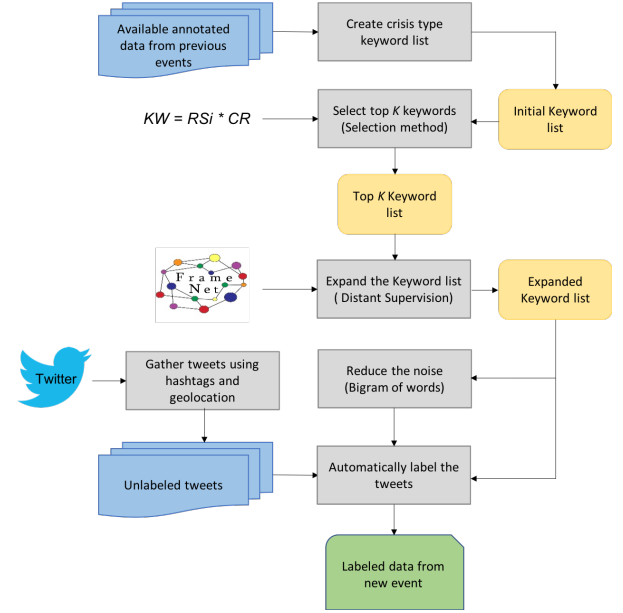 Available annotated
data from previous
events
Create crisis type
keyword list
KW = RSi * CR
Select top K keywords
(Selection method)
Initial Keyword
list
Top K Keyword
list
Frame
Net
Expand the Keyword list
( Distant Supervision)
Expanded
Keyword list
Twitter
Gather tweets using
hashtags and
geolocation
Reduce the noise
(Bigram of words)
Unlabeled tweets
Automatically label the
tweets
Labeled data from
new event